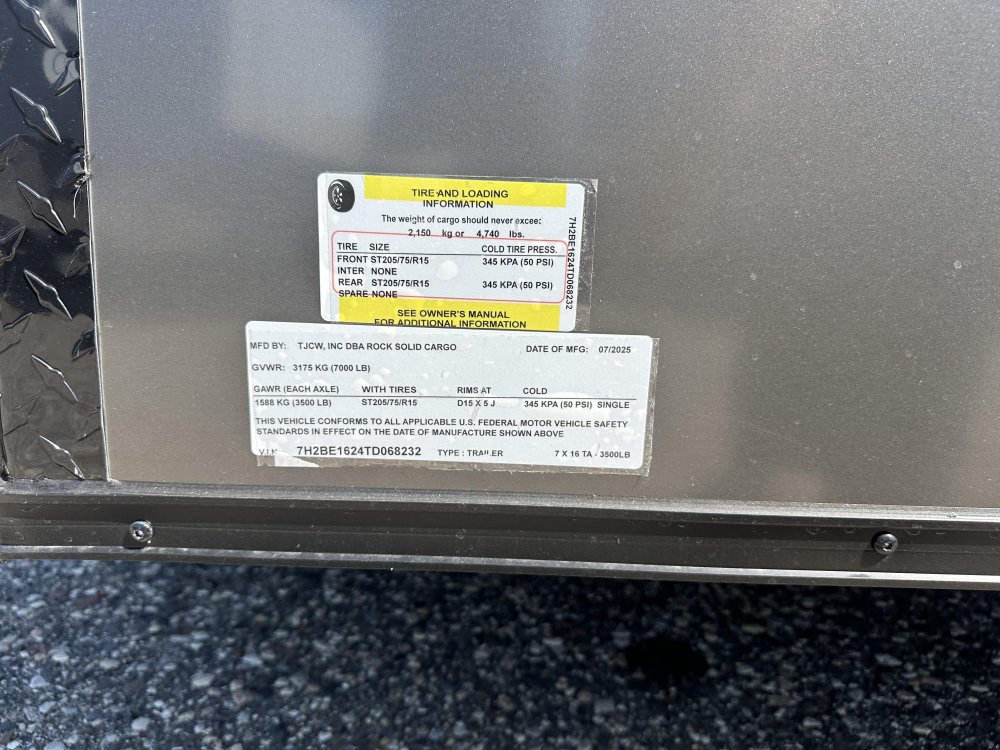 TIRE AND LOADING
INFORMATION
The weight of cargo should never excee:
2,150 kg or 4,740 lbs.
TIRE SIZE COLD TIRE PRESS.
FRONT ST205/75/R15 345 KPA (50 PSI)
INTER NONE
REAR ST205/75/R15 345 KPA (50 PSI)
SPARE NONE
SEE OWNER'S MANUAL
FOR ADDITIONAL INFORMATION
7H2BE1624TD068232
MFD BY: TJCW, INC DBA ROCK SOLID CARGO DATE OF MFG: 07/2025
GVWR: 3175 KG (7000 LB)
GAWR (EACH AXLE) WITH TIRES RIMS AT COLD
1588 KG (3500 LB) ST205/75/R15 D15 X 5 J 345 KPA (50 PSI) SINGLE
THIS VEHICLE CONFORMS TO ALL APPLICABLE U.S. FEDERAL MOTOR VEHICLE SAFETY
STANDARDS IN EFFECT ON THE DATE OF MANUFACTURE SHOWN ABOVE
V.I.N. 7H2BE1624TD068232 TYPE : TRAILER 7 X 16 TA - 3500LB